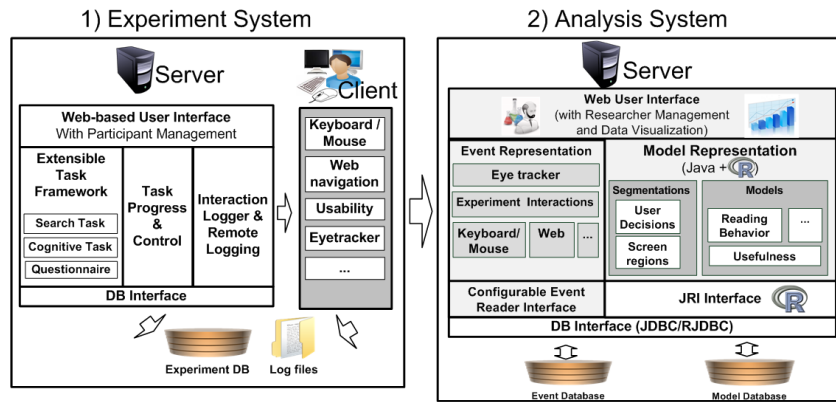 1) Experiment System
Server
Client
Web-based User Interface
With Participant Management
Extensible
Task
Framework
Search Task
Cognitive Task
Questionnaire
Task
Progress
&
Control
Interaction
Logger &
Remote
Logging
DB Interface
Keyboard /
Mouse
Web
navigation
Usability
Eyetracker
...
Experiment DB
Log files
2) Analysis System
Server
Web User Interface
(with Researcher Management
and Data Visualization)
Event Representation
Eye tracker
Experiment Interactions
Keyboard/
Mouse
Web
...
Model Representation
(Java + R)
Segmentations
User
Decisions
Screen
regions
Models
Reading
Behavior
...
Usefulness
Configurable Event
Reader Interface
JRI Interface
R
DB Interface (JDBC/RJDBC)
Event Database
Model Database